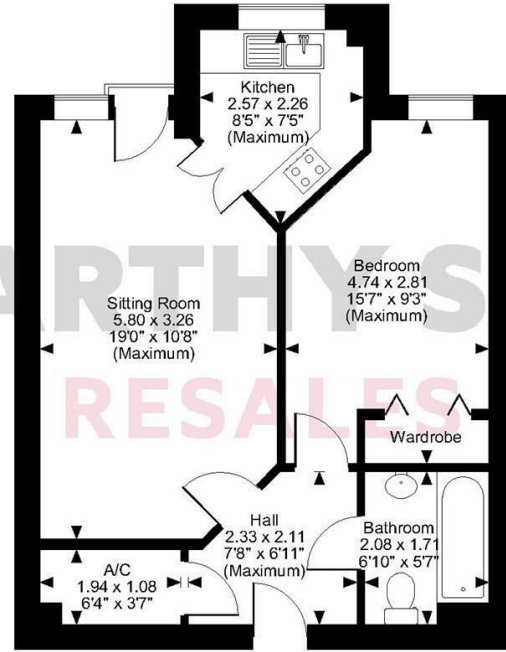 Kitchen
2.57 x 2.26
8'5" x 7'5"
(Maximum)
Bedroom
4.74 x 2.81
15'7" x 9'3"
(Maximum)
Sitting Room
5.80 x 3.26
19'0" x 10'8"
(Maximum)
ARTHY S
RESALES
Wardrobe
Hall
2.33 x 2.11
7'8" x 6'11"
(Maximum)
Bathroom
2.08 x 1.71
6'10" x 5'7"
A/C
1.94 x 1.08
6'4" x 3'7"